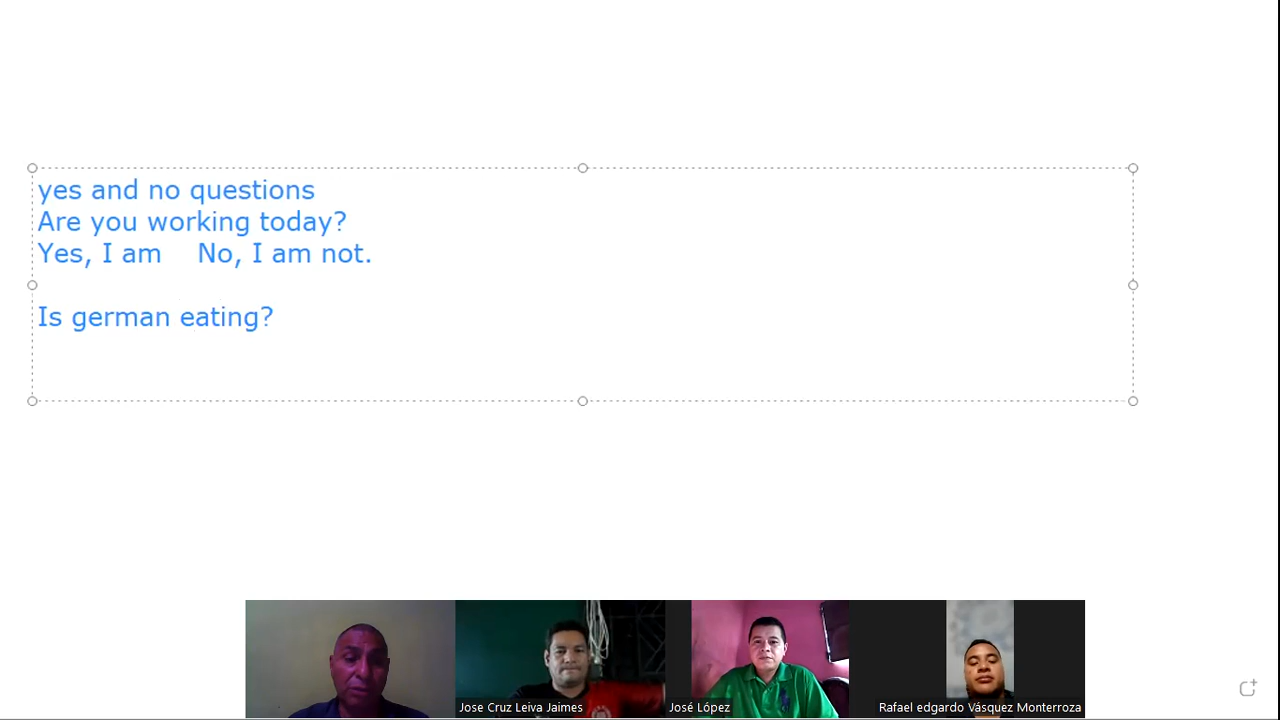 yes and no questions
Are you working today?
Yes, I am No, I am not.
Is german eating?
Jose Cruz Leiva Jaimes
José López
Rafael edgardo Vásquez Monterroza